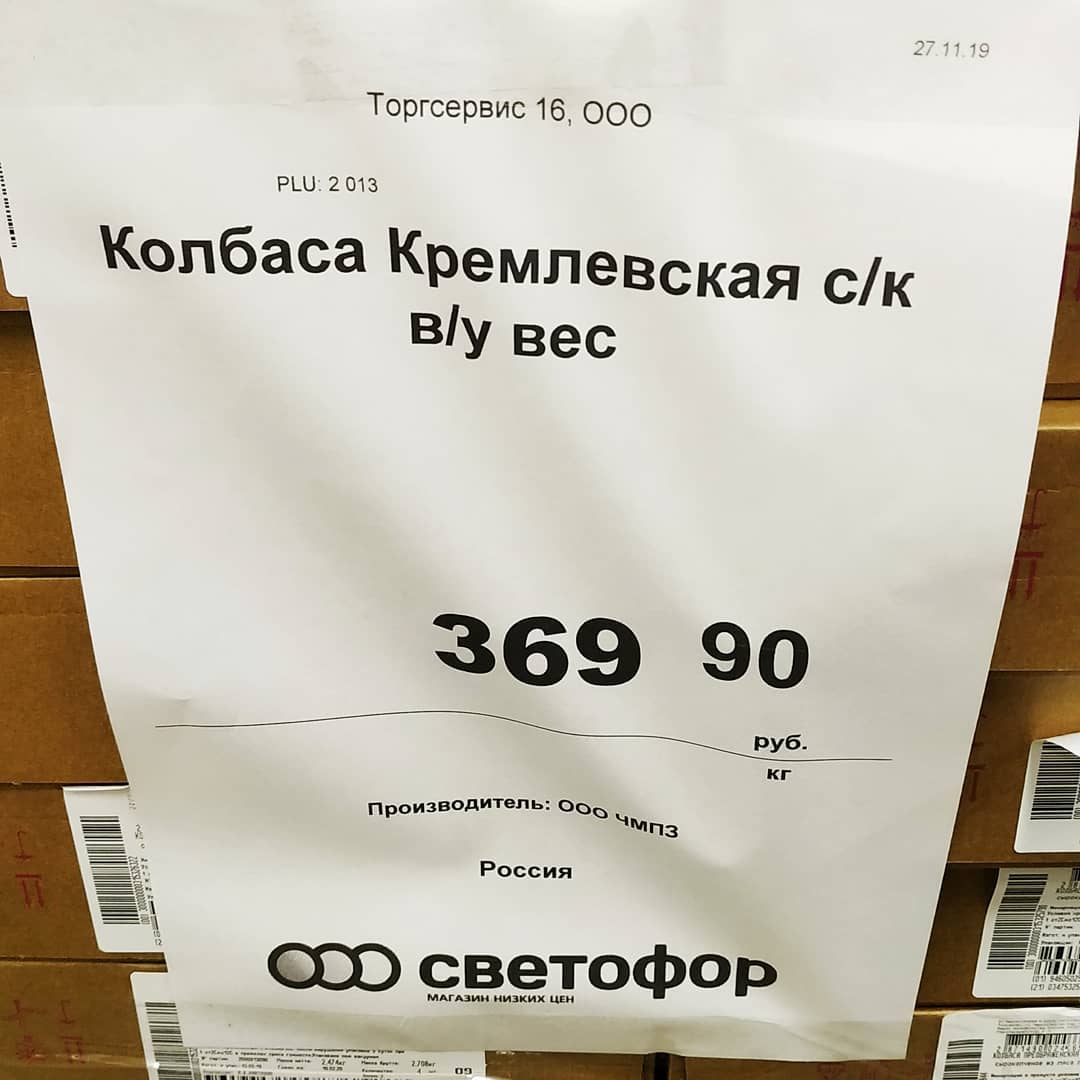 27.11.19
Торгсервис 16, ООО
PLU: 2 013
Колбаса Кремлевская с/к
в/у вес
369 90
руб.
кг
Производитель: ООО ЧМПЗ
Россия
светофор
МАГАЗИН НИЗКИХ ЦЕН